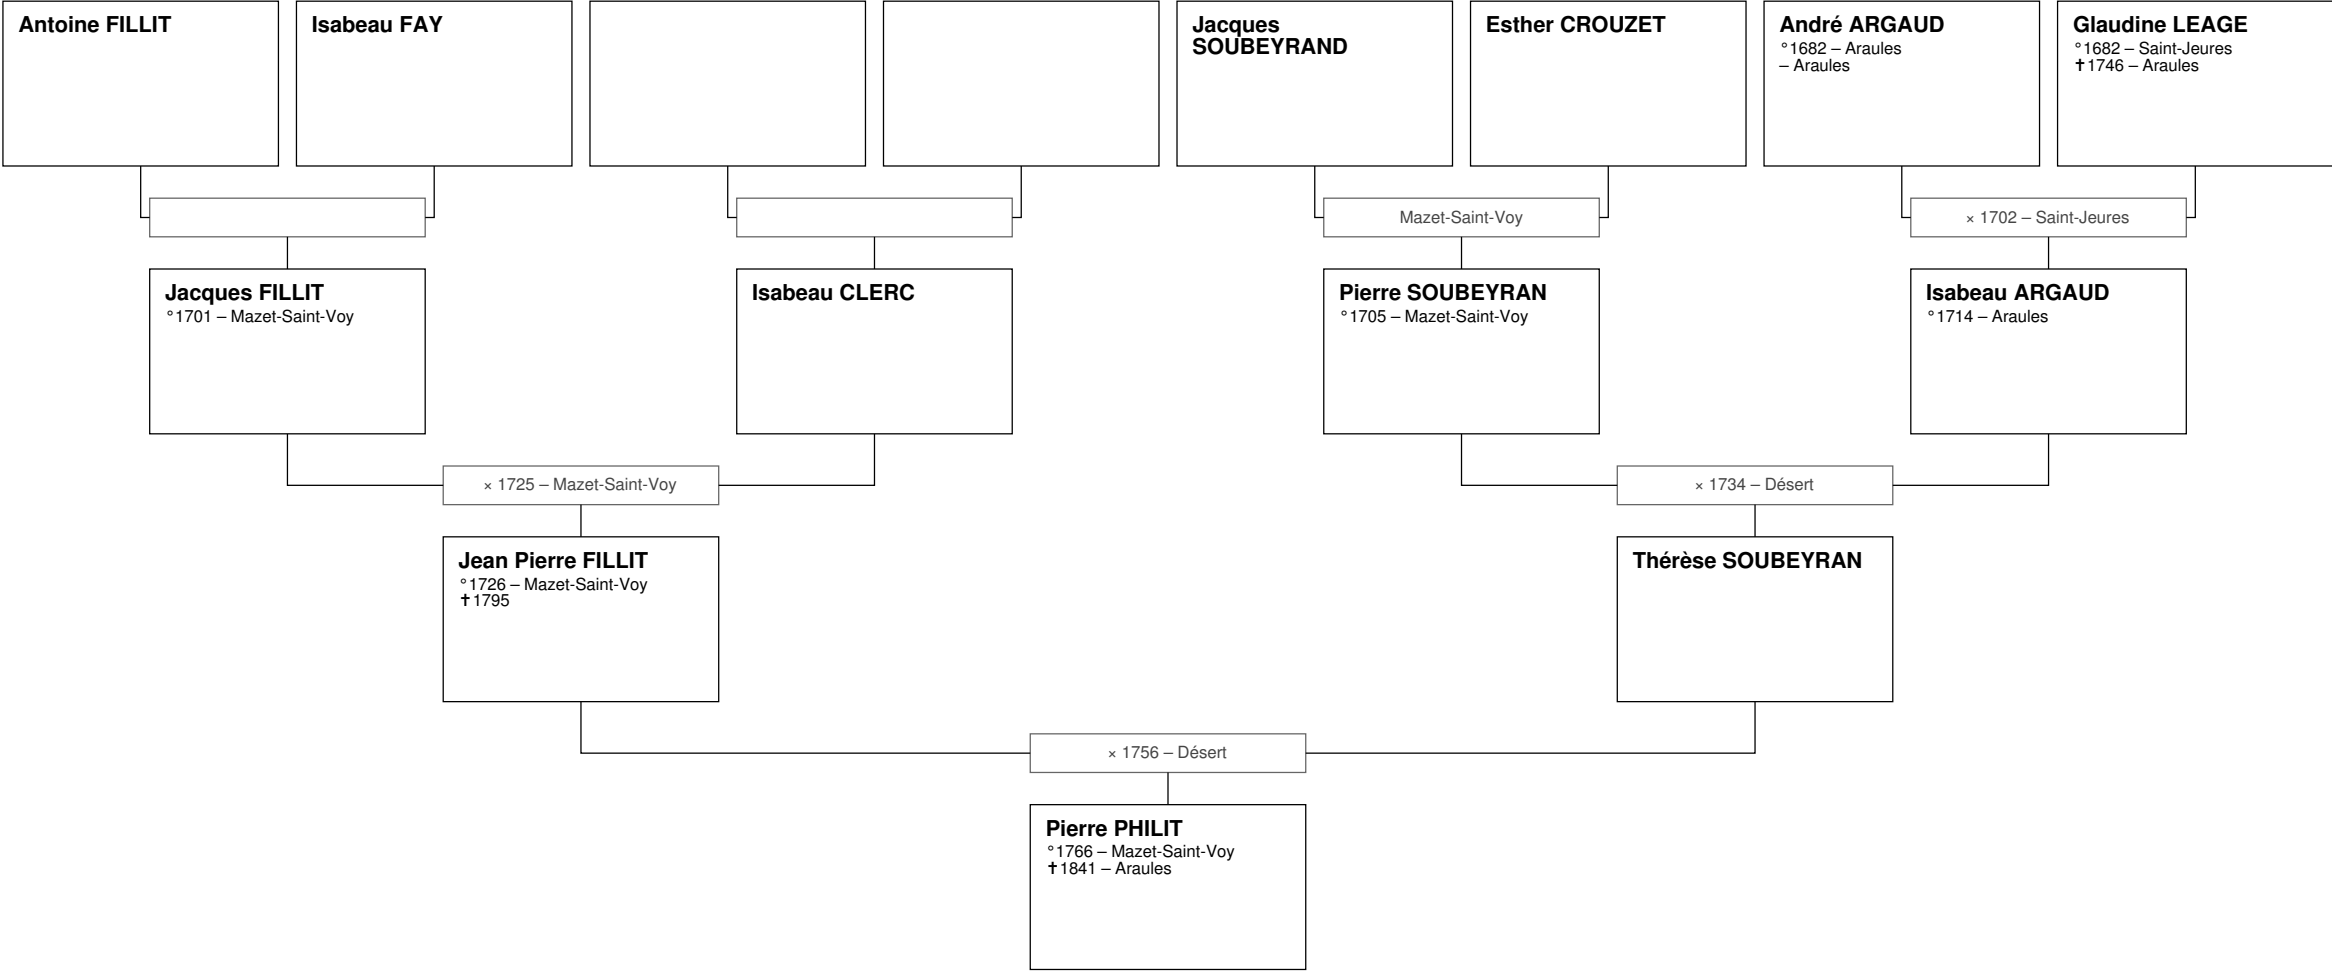 Antoine FILLIT
Isabeau FAY
Jacques
SOUBEYRAND
Esther CROUZET
André ARGAUD
°1682 – Araules
– Araules
Glaudine LEAGE
°1682 – Saint-Jeures
✝1746 – Araules
Mazet-Saint-Voy
× 1702 – Saint-Jeures
Jacques FILLIT
°1701 – Mazet-Saint-Voy
Isabeau CLERC
Pierre SOUBEYRAN
°1705 – Mazet-Saint-Voy
Isabeau ARGAUD
°1714 – Araules
× 1725 – Mazet-Saint-Voy
× 1734 – Désert
Jean Pierre FILLIT
°1726 – Mazet-Saint-Voy
✝1795
Thérèse SOUBEYRAN
× 1756 – Désert
Pierre PHILIT
°1766 – Mazet-Saint-Voy
✝1841 – Araules